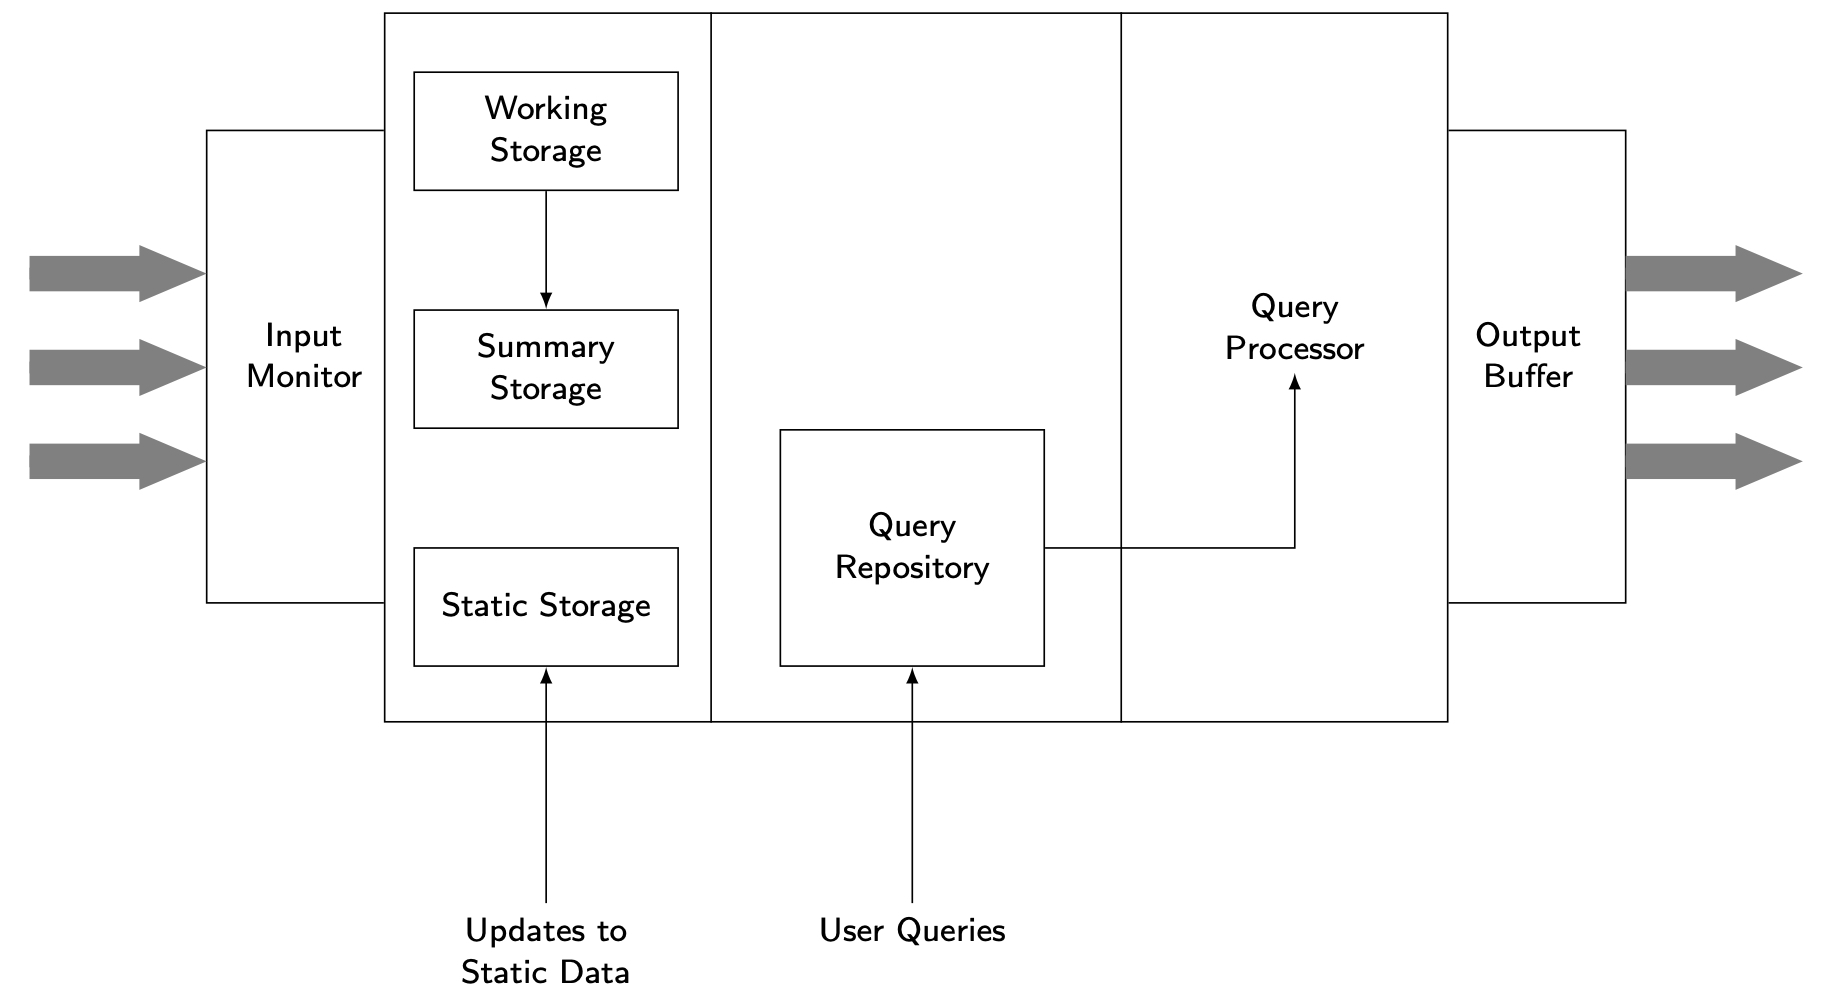 Working
Storage
Input
Monitor
Summary
Storage
Static Storage
Query
Repository
Query
Processor
Output
Buffer
Updates to
Static Data
User Queries